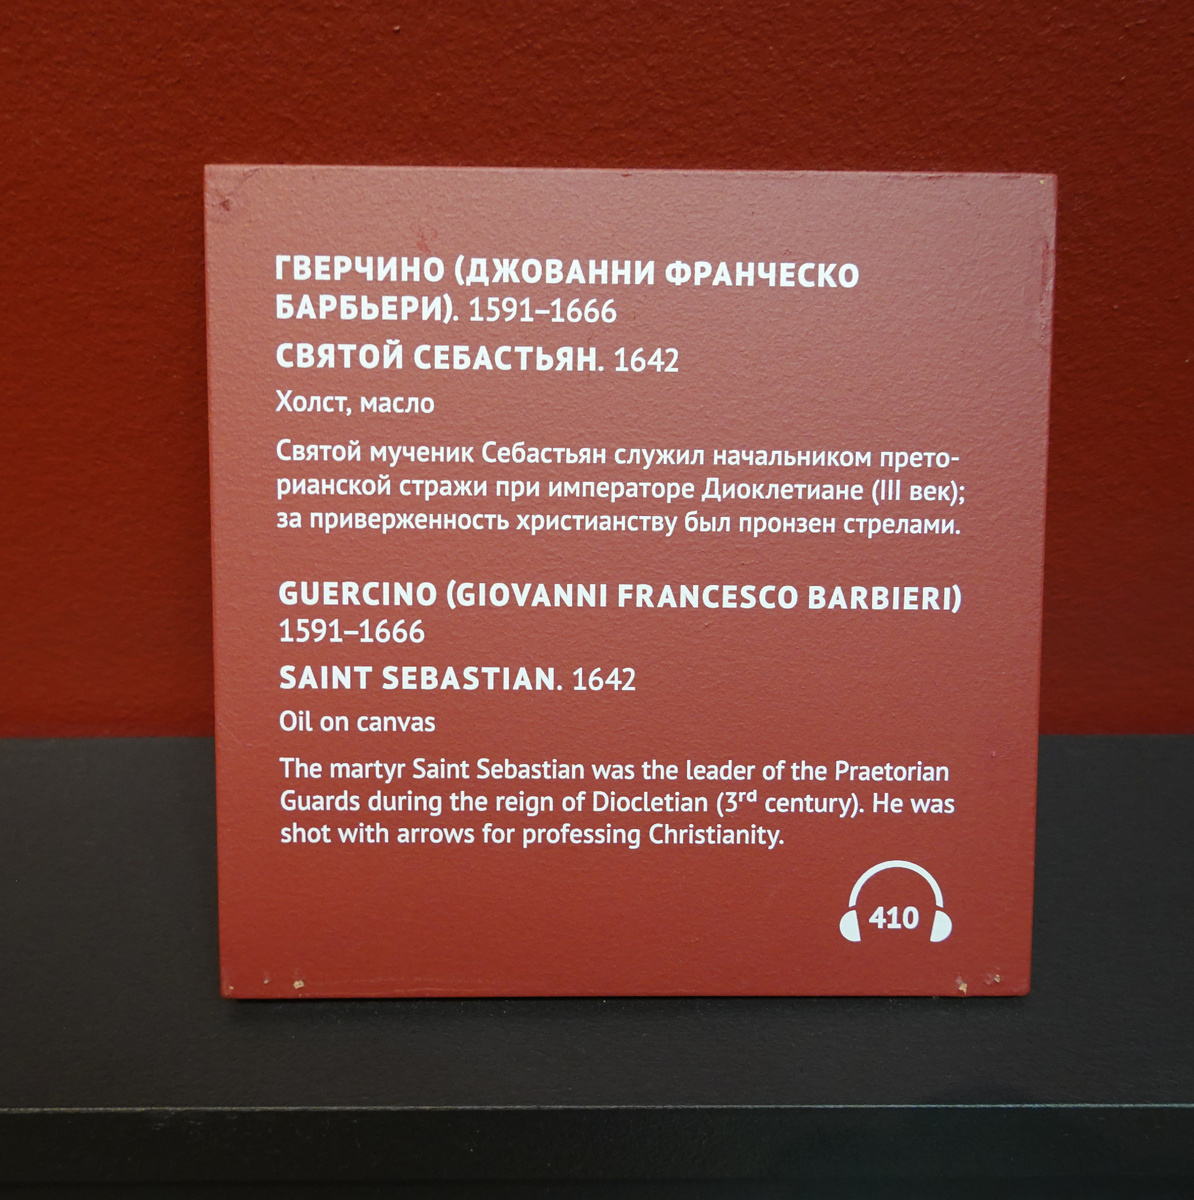 ГВЕРЧИНО (ДЖОВАННИ ФРАНЧЕСКО
БАРБЬЕРИ). 1591–1666
СВЯТОЙ СЕБАСТЬЯН. 1642
Холст, масло
Святой мученик Себастьян служил начальником прето-
рианской стражи при императоре Диоклетиане (III век);
за приверженность христианству был пронзен стрелами.
GUERCINO (GIOVANNI FRANCESCO BARBIERI)
1591–1666
SAINT SEBASTIAN. 1642
Oil on canvas
The martyr Saint Sebastian was the leader of the Praetorian
Guards during the reign of Diocletian (3rd century). He was
shot with arrows for professing Christianity.
410